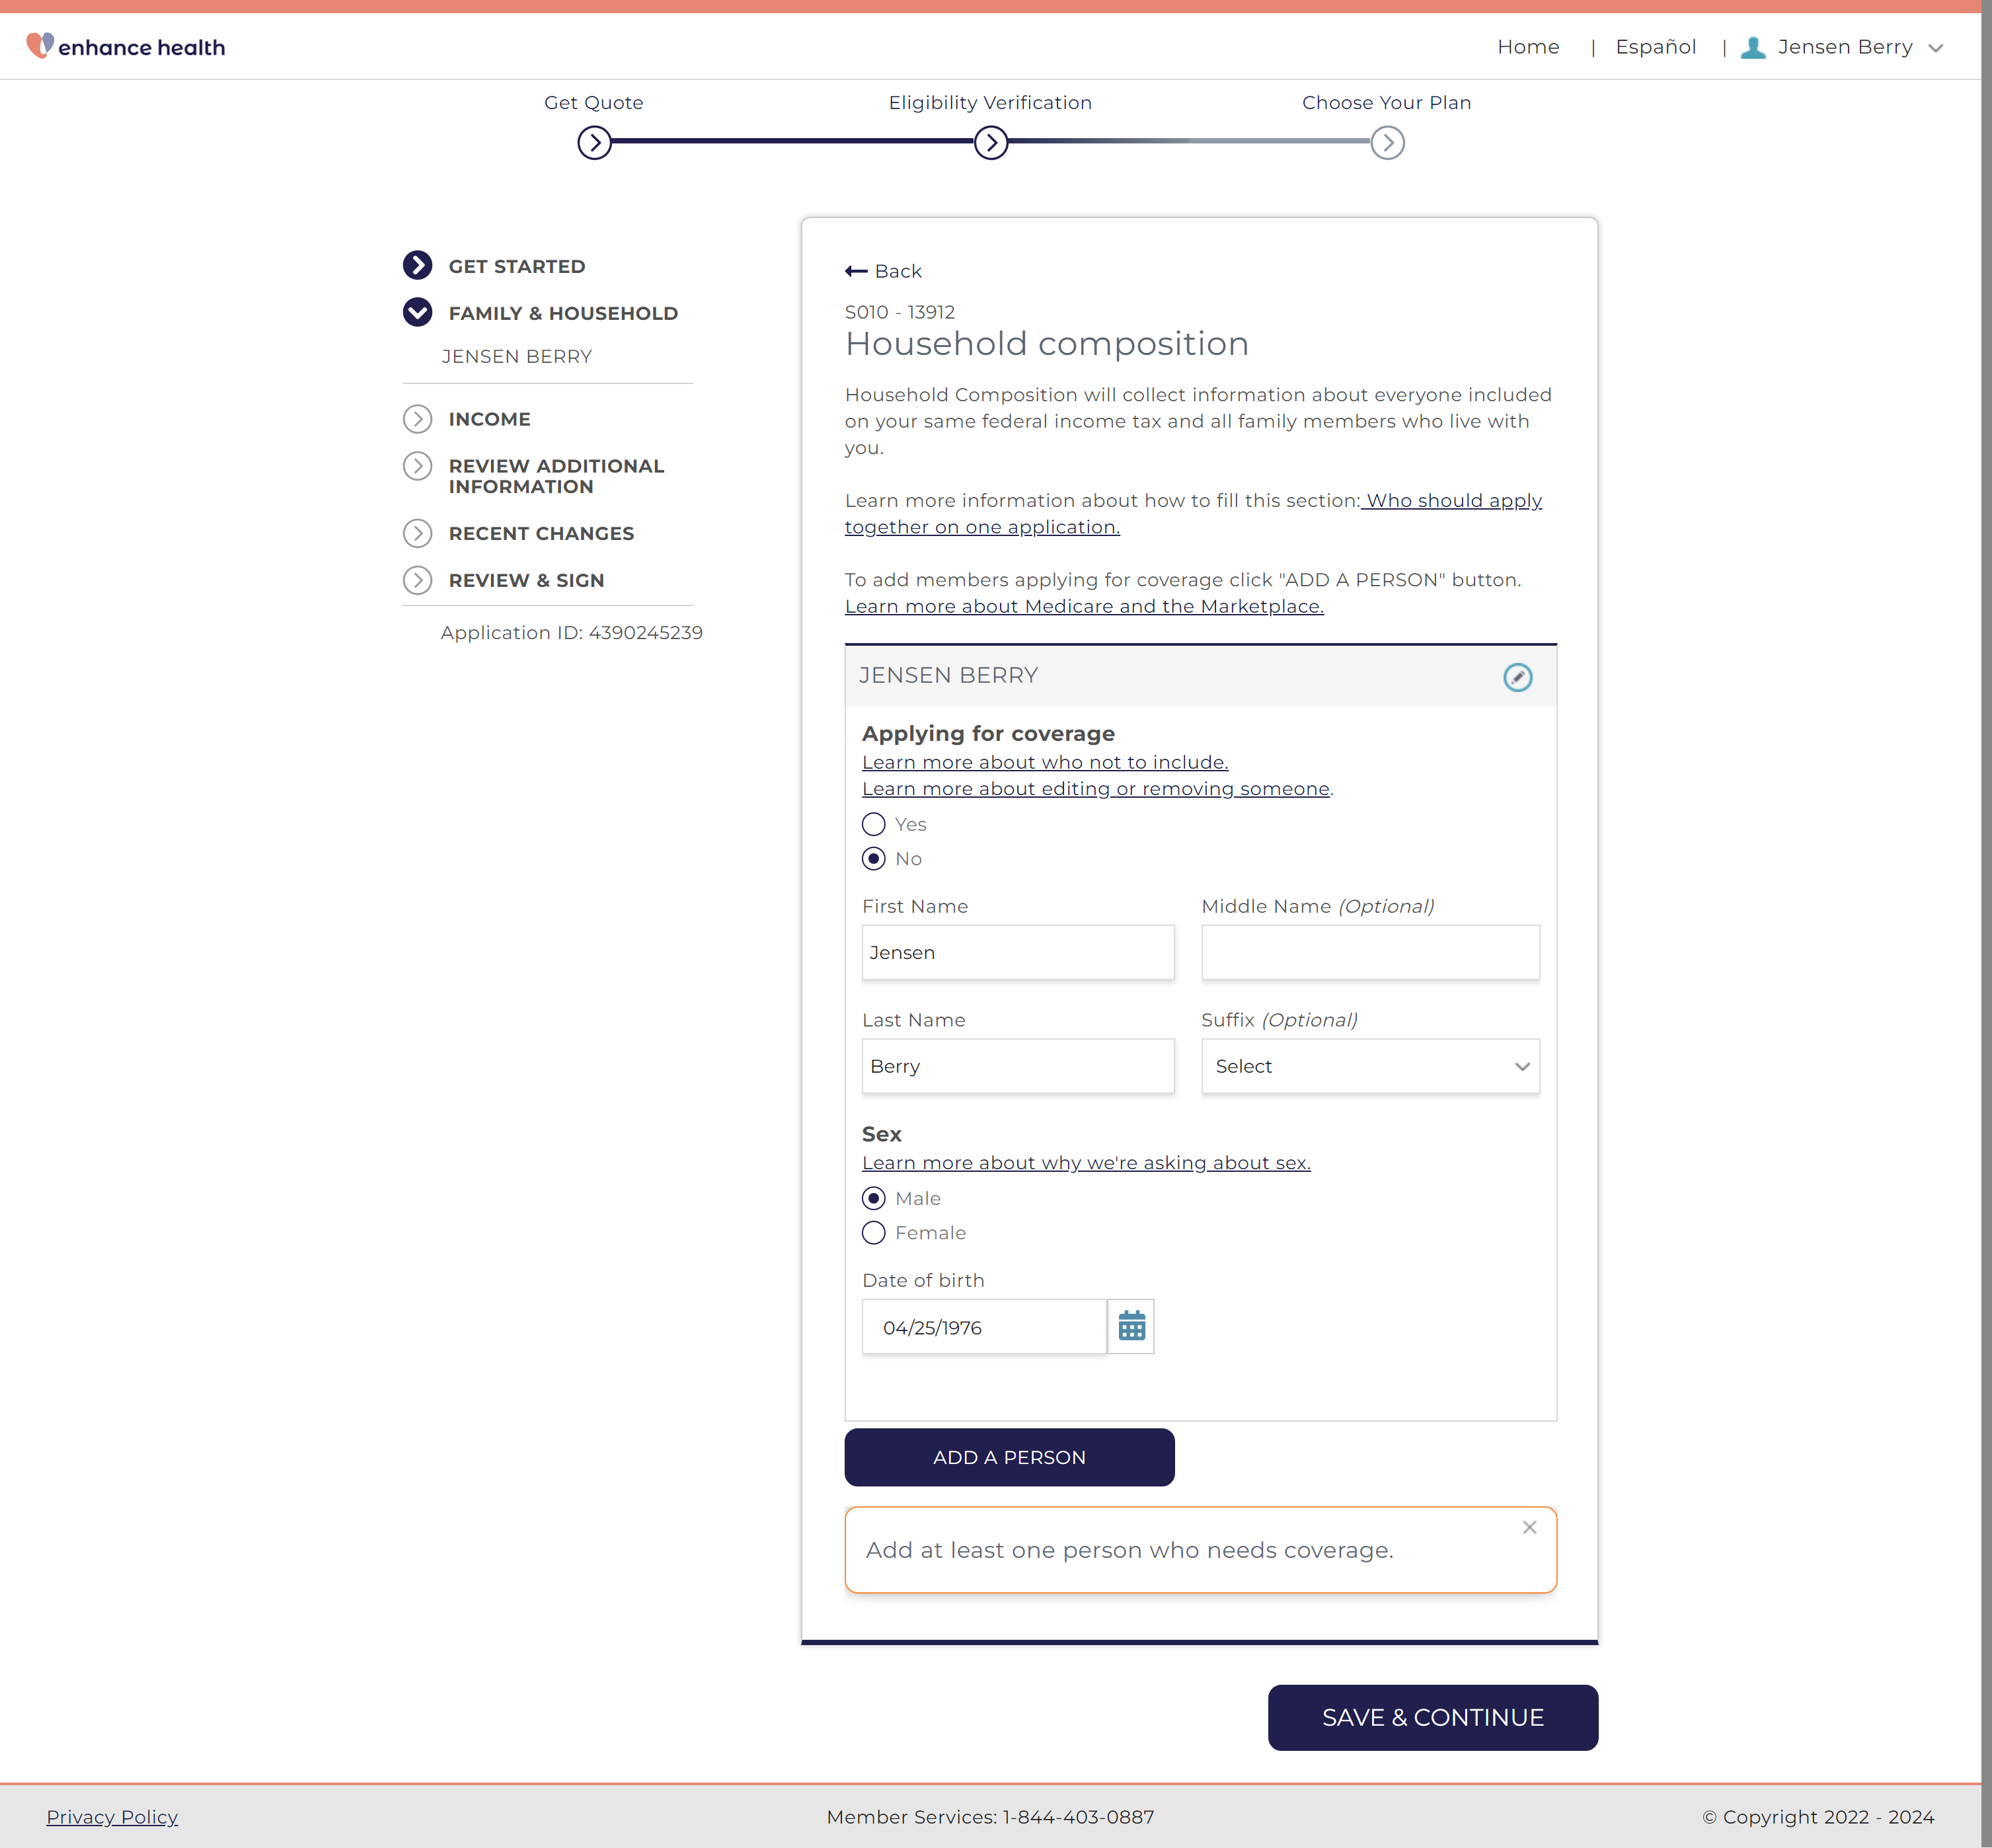 enhance health
Home | Español | Jensen Berry
Get Quote
Eligibility Verification
Choose Your Plan
GET STARTED
FAMILY & HOUSEHOLD
JENSEN BERRY
INCOME
REVIEW ADDITIONAL
INFORMATION
RECENT CHANGES
REVIEW & SIGN
Application ID: 4390245239
Back
S010 - 13912
Household composition
Household Composition will collect information about everyone included
on your same federal income tax and all family members who live with
you.
Learn more information about how to fill this section: Who should apply
together on one application.
To add members applying for coverage click "ADD A PERSON" button.
Learn more about Medicare and the Marketplace.
JENSEN BERRY
Applying for coverage
Learn more about who not to include.
Learn more about editing or removing someone.
Yes
No
First Name
Middle Name (Optional)
Jensen
Last Name
Suffix (Optional)
Berry
Select
Sex
Learn more about why we're asking about sex.
Male
Female
Date of birth
04/25/1976
ADD A PERSON
Add at least one person who needs coverage.
SAVE & CONTINUE
Privacy Policy
Member Services: 1-844-403-0887
© Copyright 2022 - 2024